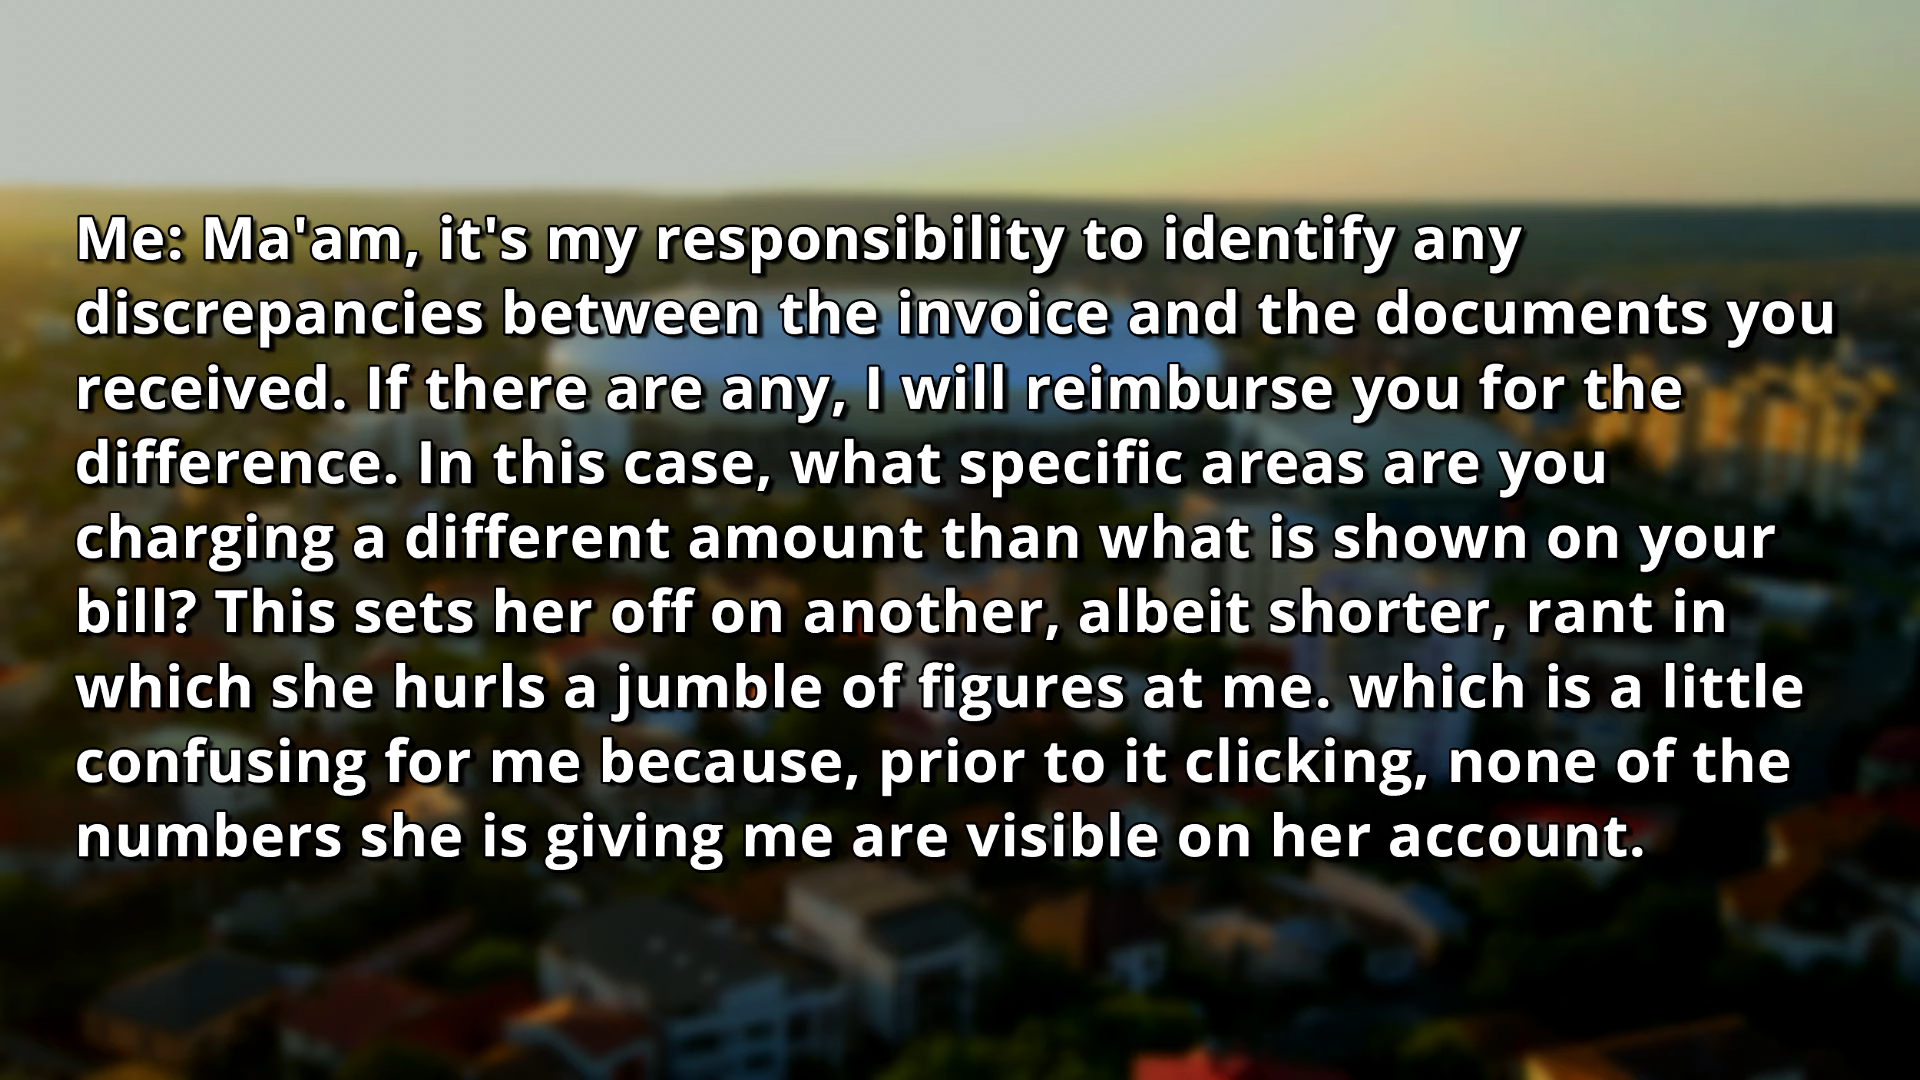 Me: Ma'am, it's my responsibility to identify any
discrepancies between the invoice and the documents you
received. If there are any, I will reimburse you for the
difference. In this case, what specific areas are you
charging a different amount than what is shown on your
bill? This sets her off on another, albeit shorter, rant in
which she hurls a jumble of figures at me. which is a little
confusing for me because, prior to it clicking, none of the
numbers she is giving me are visible on her account.